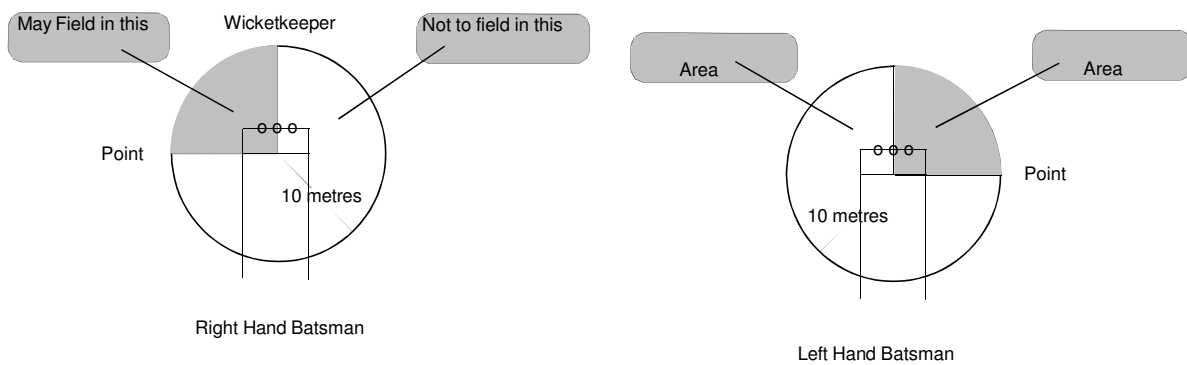 May Field in this
Wicketkeeper
Not to field in this
o o o
Point
10 metres
Right Hand Batsman
Area
Area
o o o
Point
10 metres
Left Hand Batsman